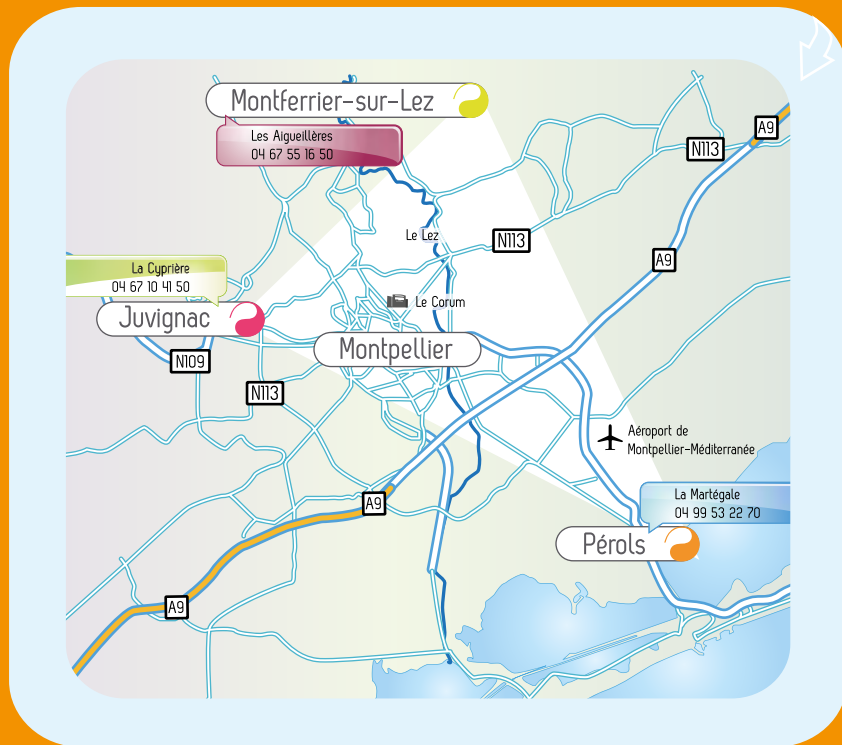 Montferrier-sur-Lez
Les Aigueillères
04 67 55 16 50
A9
N113
Le Lez
N113
A9
La Cyprière
04 67 10 41 50
Le Corum
Juvignac
Montpellier
N109
N113
Aéroport de
Montpellier-Méditerranée
A9
La Martégale
04 99 53 22 70
Pérols
A9